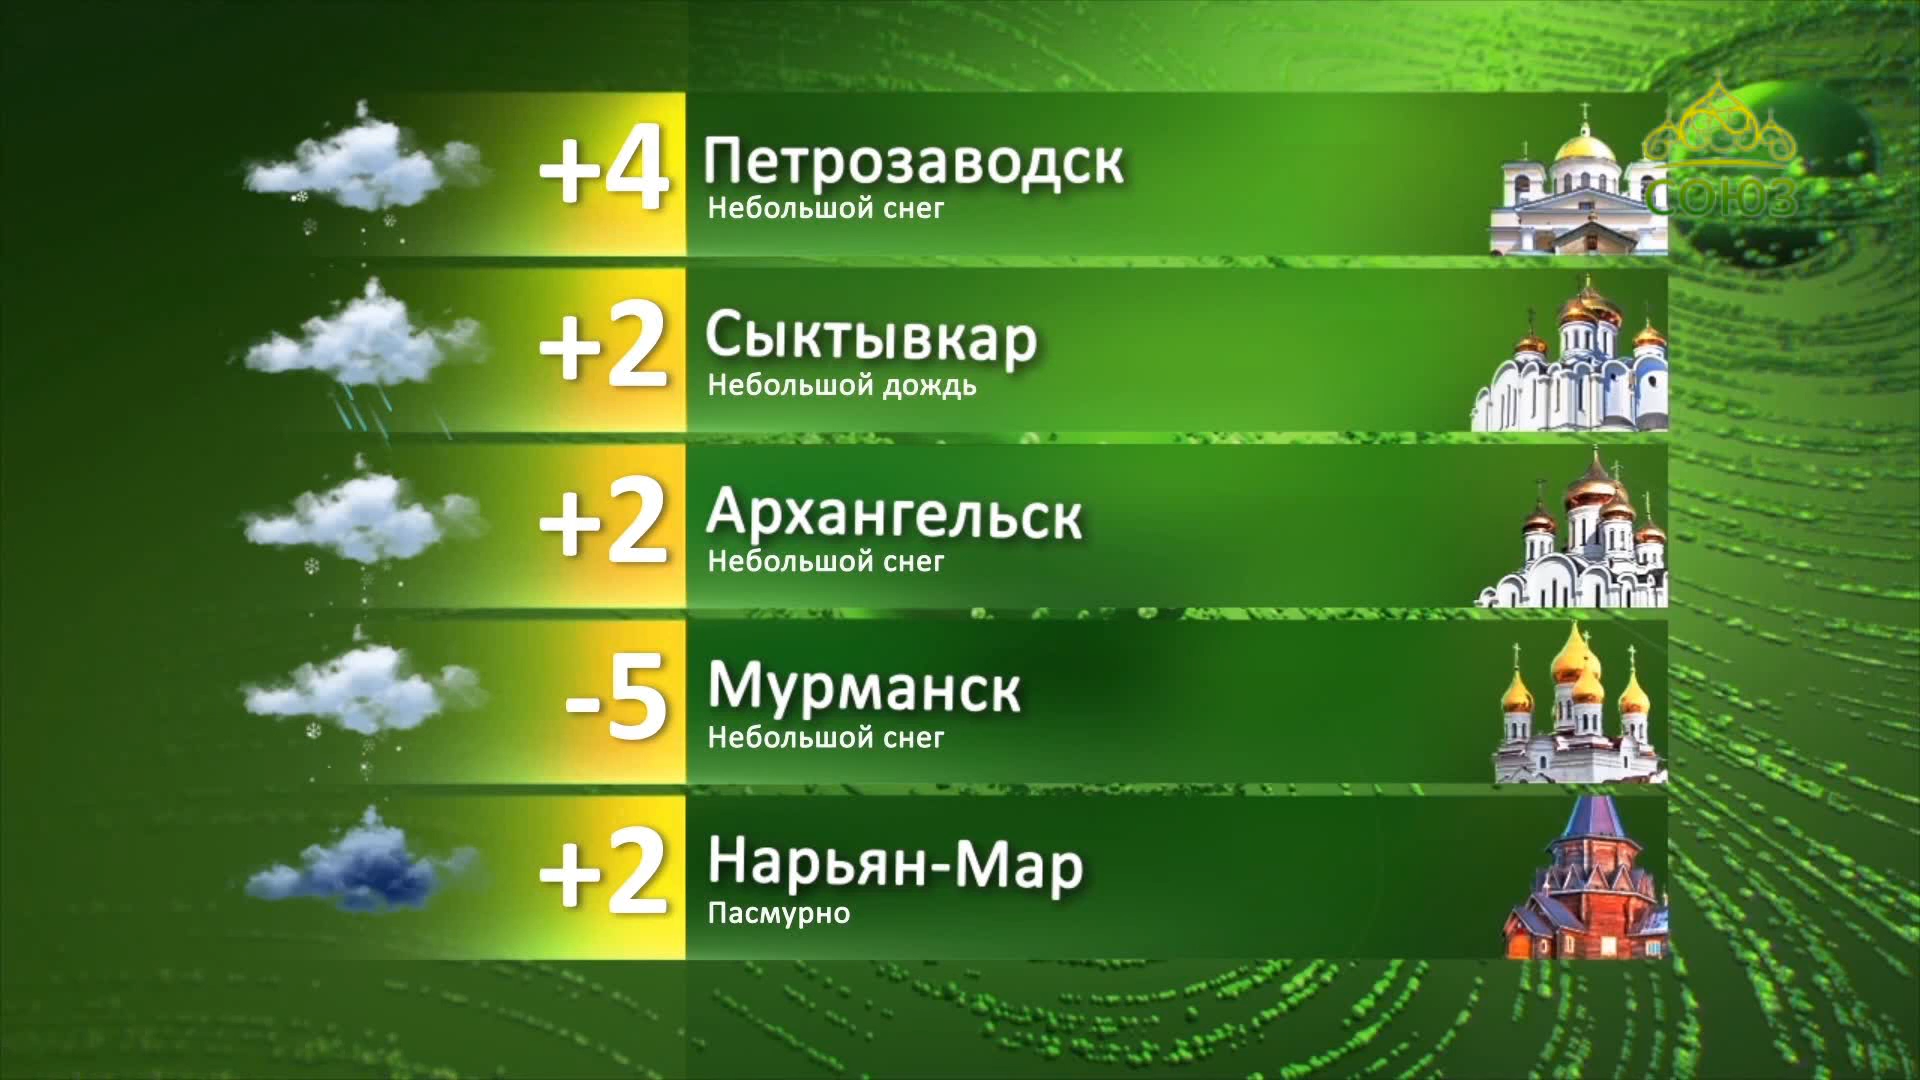 +4
Петрозаводск
Небольшой снег
СОЮЗ
+2
Сыктывкар
Небольшой дождь
+2
Архангельск
Небольшой снег
-5
Мурманск
Небольшой снег
+2
Нарьян-Мар
Пасмурно